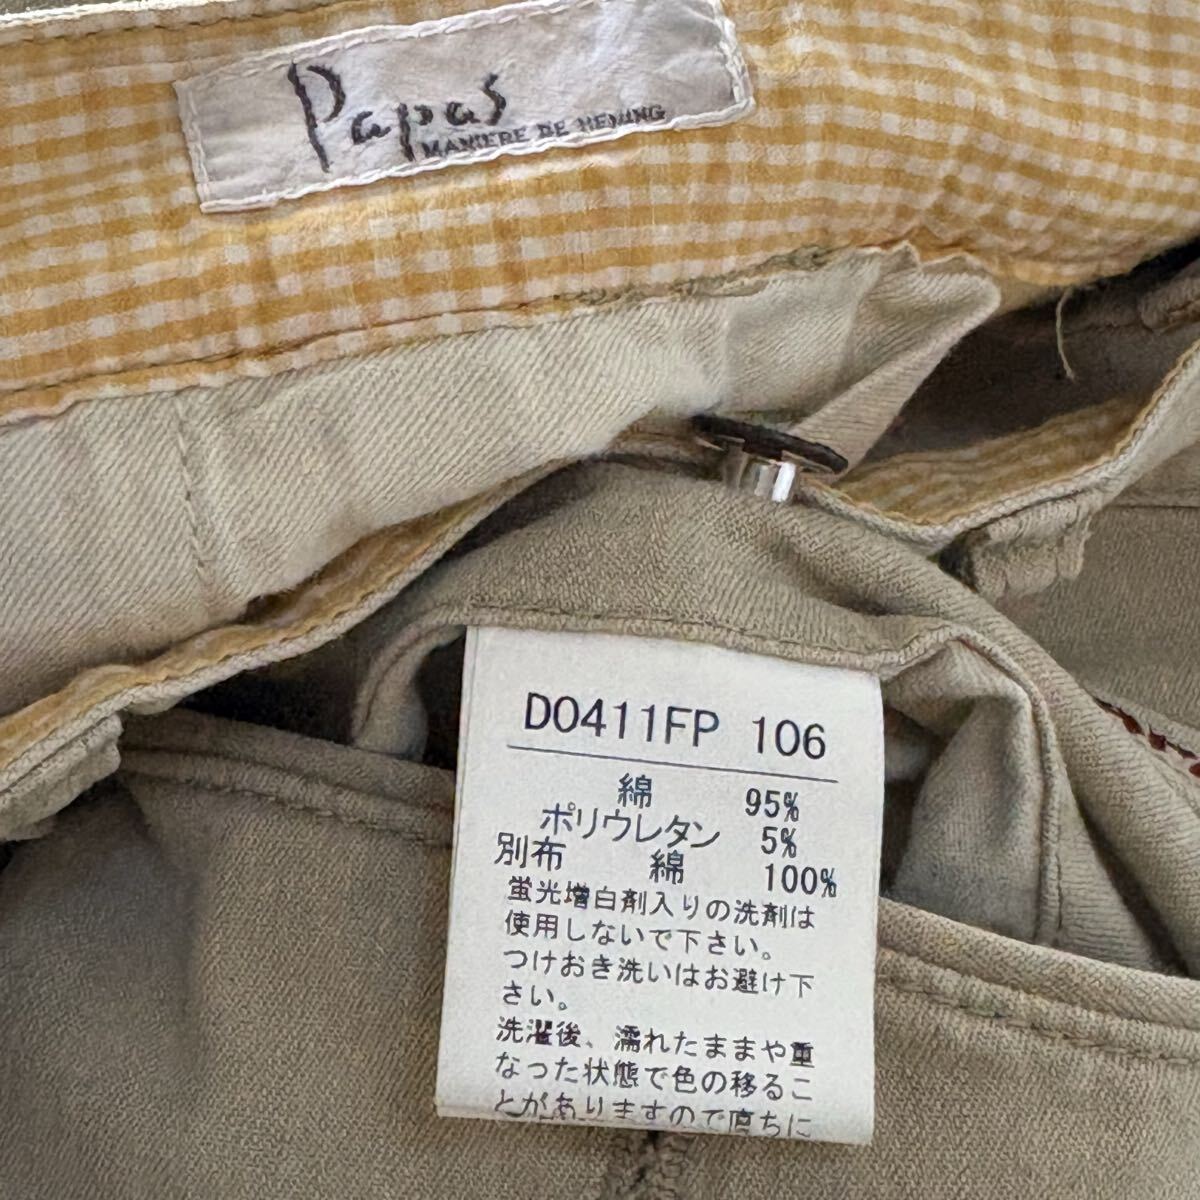 Papas
MANIERE DE HEMING
DO411FP 106
綿 95%
ポリウレタン 5%
別布 綿 100%
蛍光増白剤入りの洗剤は
使用しないで下さい。
つけおき洗いはお避け下
さい。
洗濯後、濡れたままや重
なった状態で色の移るこ
とがありますので直ちに